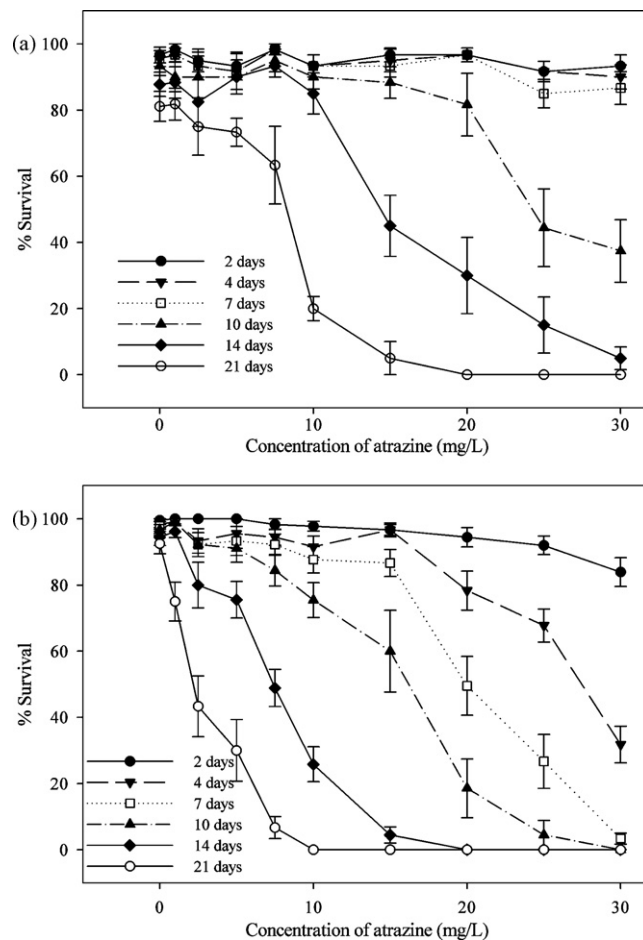 (a)
100
80
60
40
20
0
% Survival
2 days
4 days
7 days
10 days
14 days
21 days
0 10 20 30
Concentration of atrazine (mg/L)
(b)
100
80
60
40
20
0
% Survival
2 days
4 days
7 days
10 days
14 days
21 days
0 10 20 30
Concentration of atrazine (mg/L)